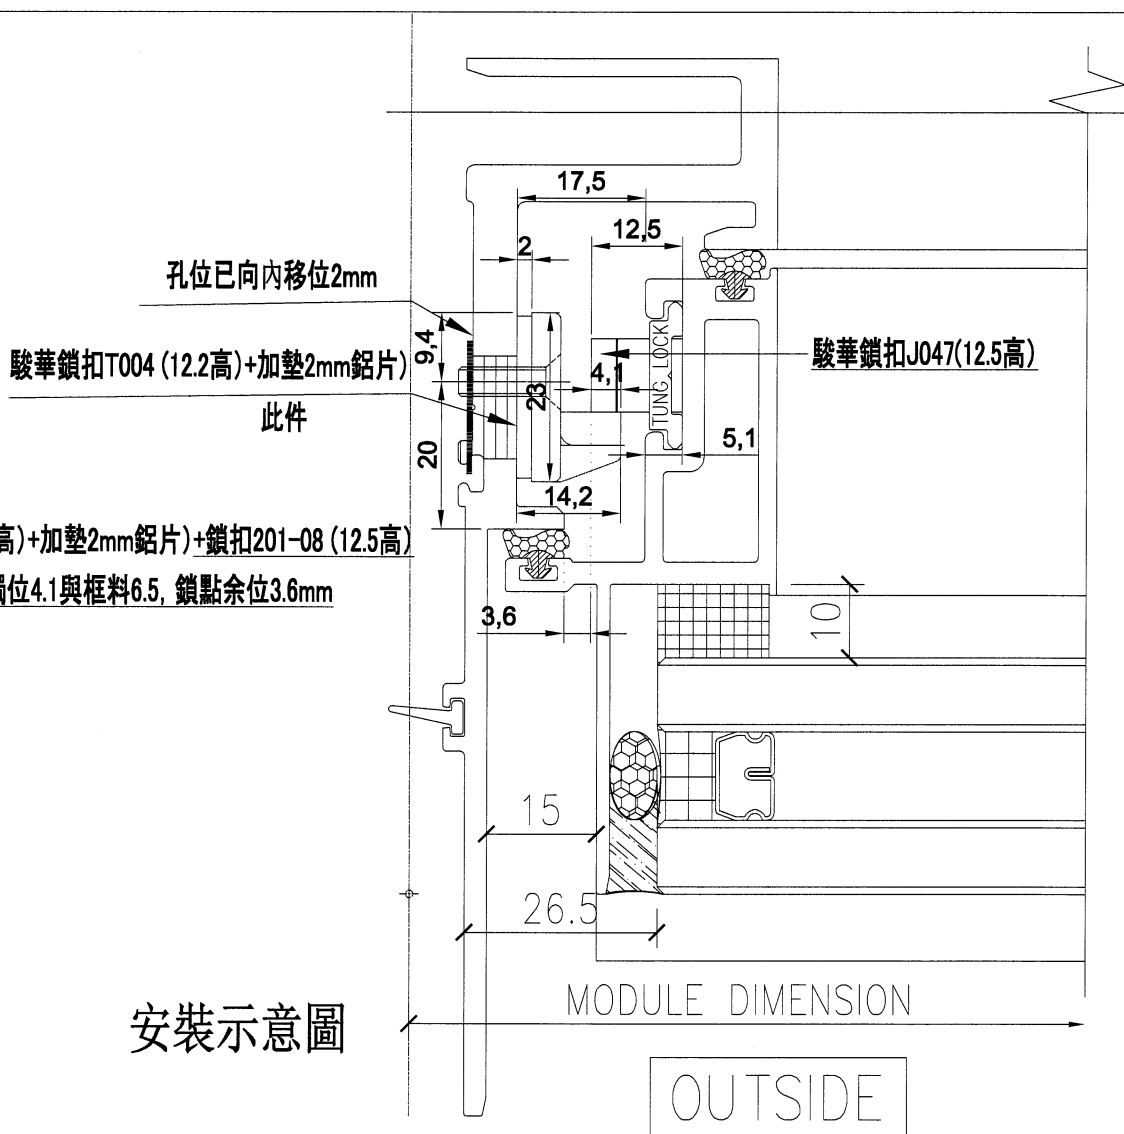 17,5
12,5
2
孔位已向內移位2mm
9,4
駿華鎖扣T004 (12.2高)+加墊2mm鋁片)
此件
TUNG LOCK
駿華鎖扣J047(12.5高)
4,1
23
20
5,1
14,2
高)+加墊2mm鋁片)+鎖扣201-08 (12.5高)
位4.1與框料6.5, 鎖點余位3.6mm
3,6
10
15
26.5
MODULE DIMENSION
安裝示意圖
OUTSIDE